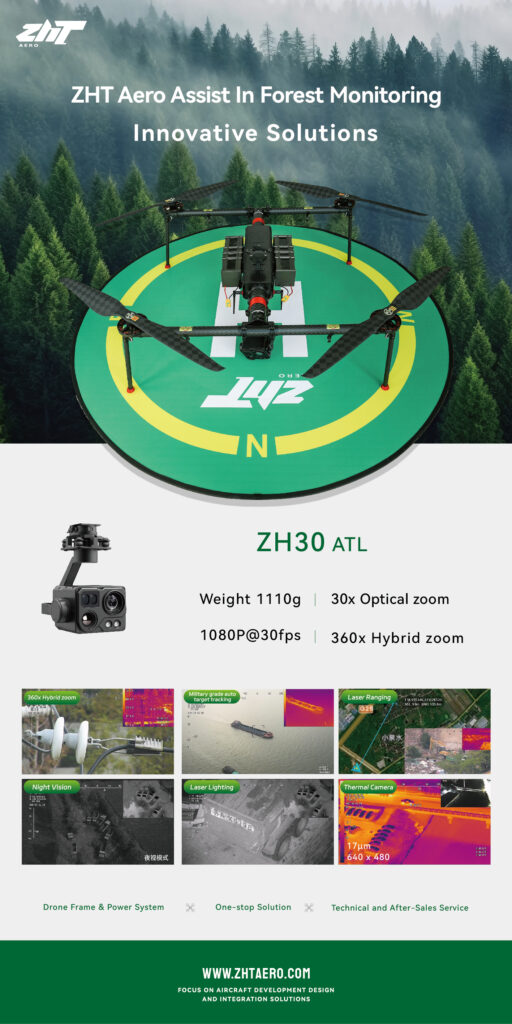 zhT
AERO
ZHT Aero Assist In Forest Monitoring
Innovative Solutions
zhT
AERO
N
ZH30 ATL
Weight 1110g | 30x Optical zoom
1080P@30fps | 360x Hybrid zoom
360x Hybrid zoom
Military grade auto
target tracking
Laser Ranging
Night Vision
夜视模式
Laser Lighting
Thermal Camera
17μm
640 x 480
Drone Frame & Power System
One-stop Solution
Technical and After-Sales Service
WWW.ZHTAERO.COM
FOCUS ON AIRCRAFT DEVELOPMENT DESIGN
AND INTEGRATION SOLUTIONS